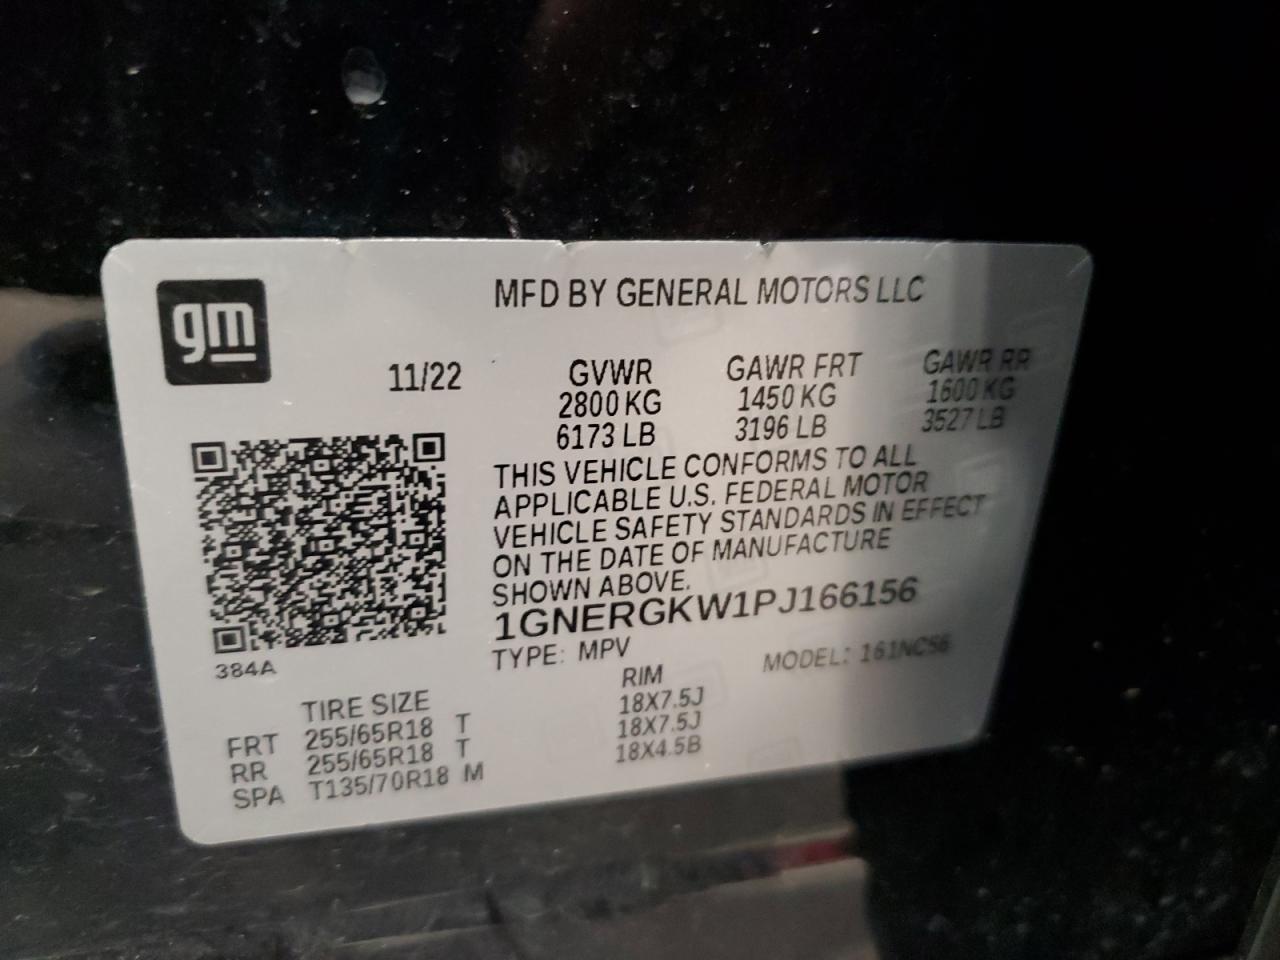 gm
MFD BY GENERAL MOTORS LLC
11/22
GVWR GAWR FRT GAWR RR
2800 KG 1450 KG 1600 KG
6173 LB 3196 LB 3527 LB
THIS VEHICLE CONFORMS TO ALL
APPLICABLE U.S. FEDERAL MOTOR
VEHICLE SAFETY STANDARDS IN EFFECT
ON THE DATE OF MANUFACTURE
SHOWN ABOVE.
1GNERGKW1PJ166156
TYPE: MPV MODEL: 161NC56
384A
TIRE SIZE RIM
FRT 255/65R18 T 18X7.5J
RR 255/65R18 T 18X7.5J
SPA T135/70R18 M 18X4.5B